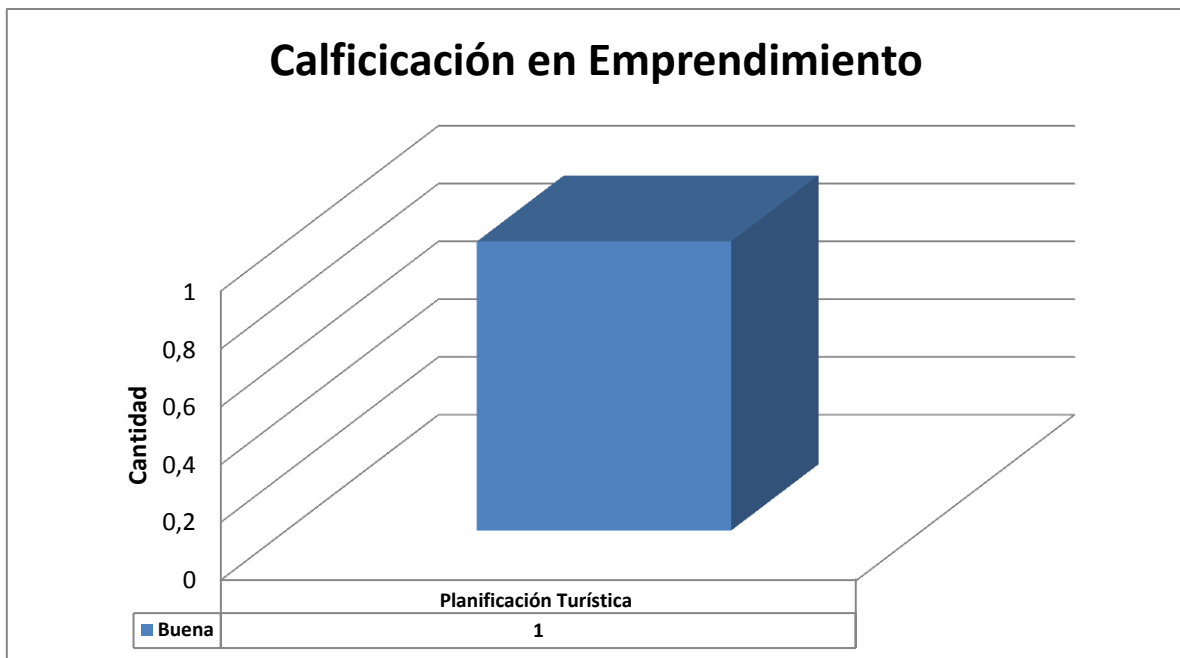 Calficicación en Emprendimiento
1
0,8
0,6
0,4
0,2
0
Cantidad
Planificación Turística
Buena 1